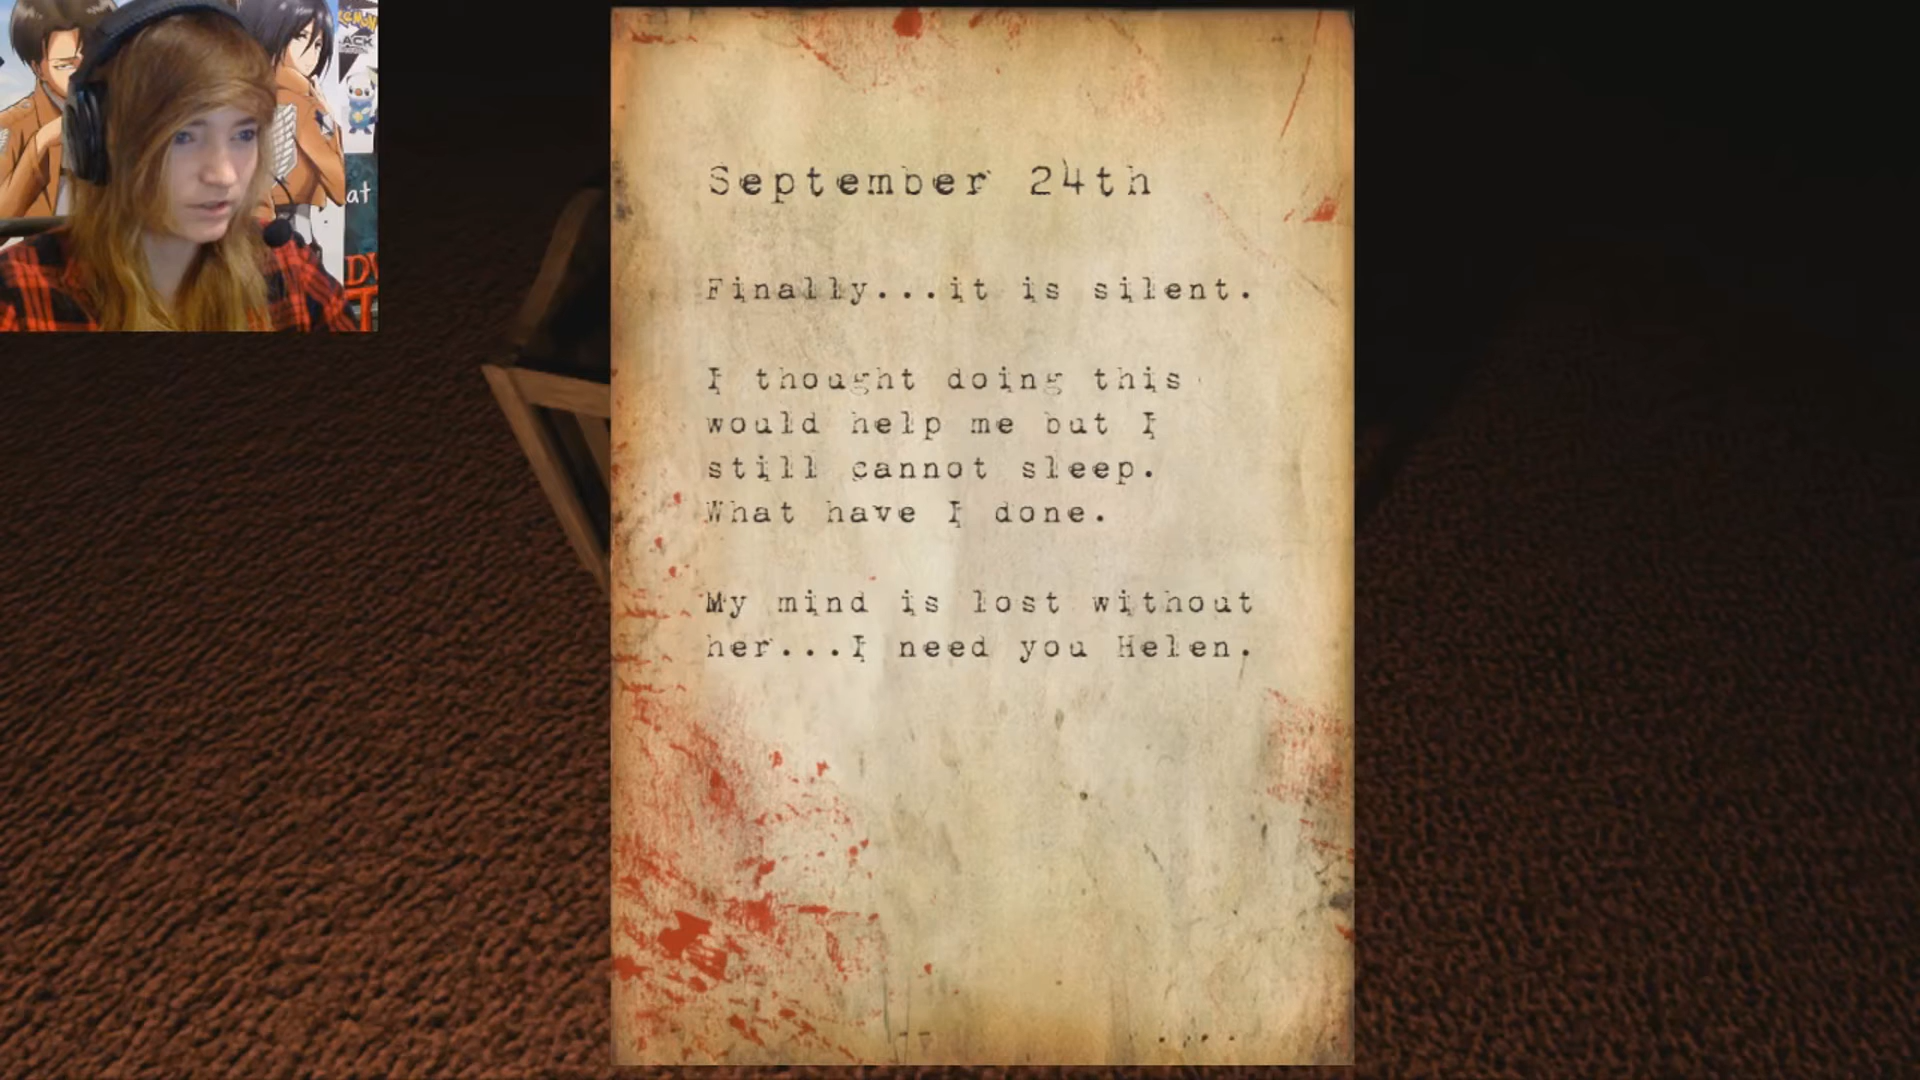 September 24th
Finally...it is silent.
I thought doing this
would help me but I
still cannot sleep.
What have I done.
My mind is lost without
her...I need you Helen.
at